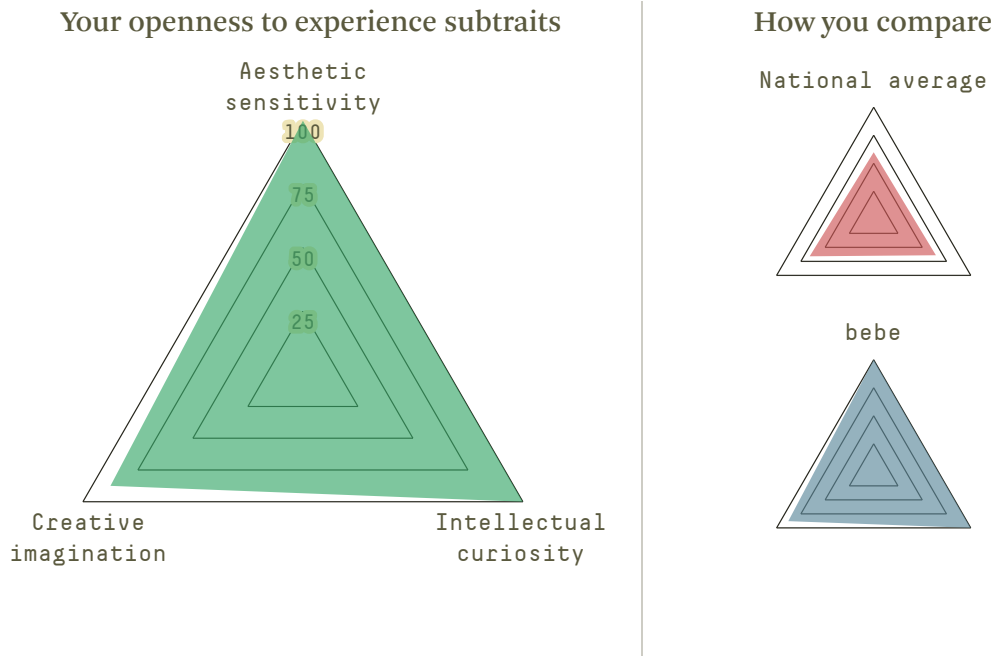 Your openness to experience subtraits
Aesthetic
sensitivity
100
75
50
25
Creative
imagination
Intellectual
curiosity
How you compare
National average
bebe